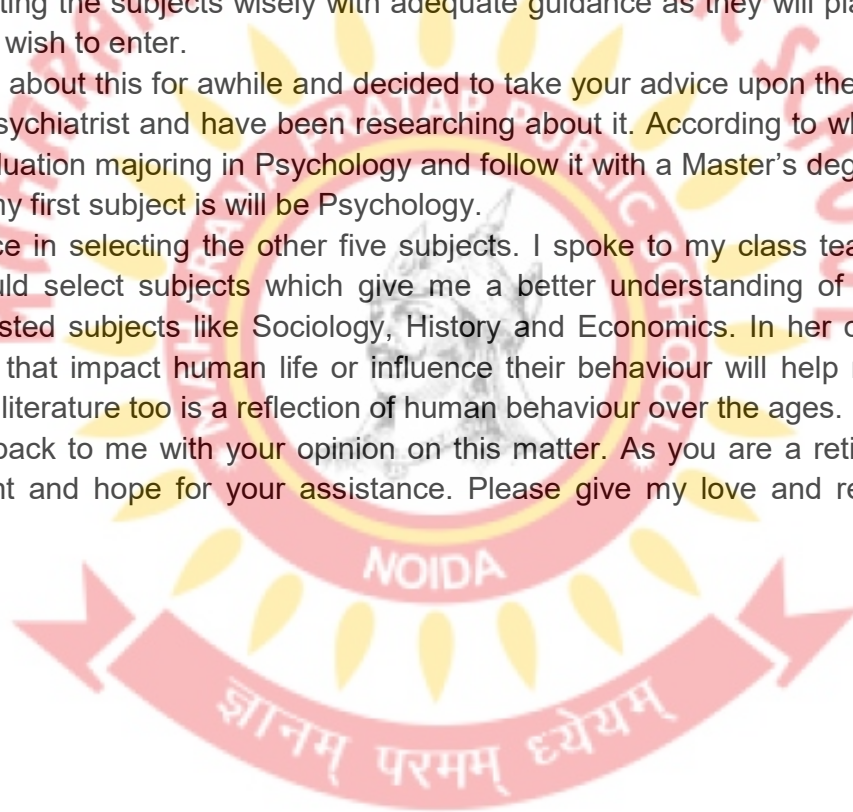 ting the subjects wisely with adequate guidance as they will pla
wish to enter.
about this for awhile and decided to take your advice upon the
sychiatrist and have been researching about it. According to wh
luation majoring in Psychology and follow it with a Master's deg
ny first subject is will be Psychology.
ce in selecting the other five subjects. I spoke to my class tea
uld select subjects which give me a better understanding of
sted subjects like Sociology, History and Economics. In her o
that impact human life or influence their behaviour will help
literature too is a reflection of human behaviour over the ages.
back to me with your opinion on this matter. As you are a reti
nt and hope for your assistance. Please give my love and re
MAHARANA PRATAP PUBLIC SCHOOL
NOIDA
ज्ञानम् परमम् ध्येयम्